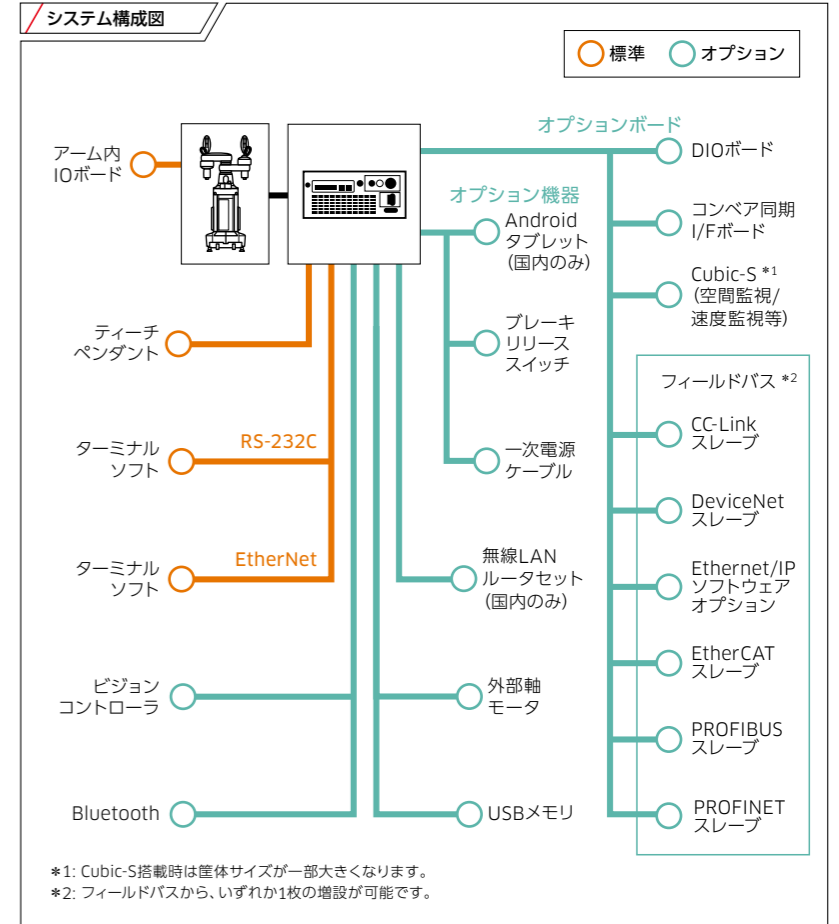 システム構成図
標準
オプション
アーム内
IOボード
ティーチ
ペンダント
ターミナル
ソフト
RS-232C
ターミナル
ソフト
EtherNet
ビジョン
コントローラ
Bluetooth
オプション機器
Android
タブレット
(国内のみ)
ブレーキ
リリース
スイッチ
一次電源
ケーブル
無線LAN
ルータセット
(国内のみ)
外部軸
モータ
USBメモリ
オプションボード
DIOボード
コンベア同期
I/Fボード
Cubic-S *1
(空間監視/
速度監視等)
フィールドバス *2
CC-Link
スレーブ
DeviceNet
スレーブ
Ethernet/IP
ソフトウェア
オプション
EtherCAT
スレーブ
PROFIBUS
スレーブ
PROFINET
スレーブ
*1: Cubic-S搭載時は筐体サイズが一部大きくなります。
*2: フィールドバスから、いずれか1枚の増設が可能です。